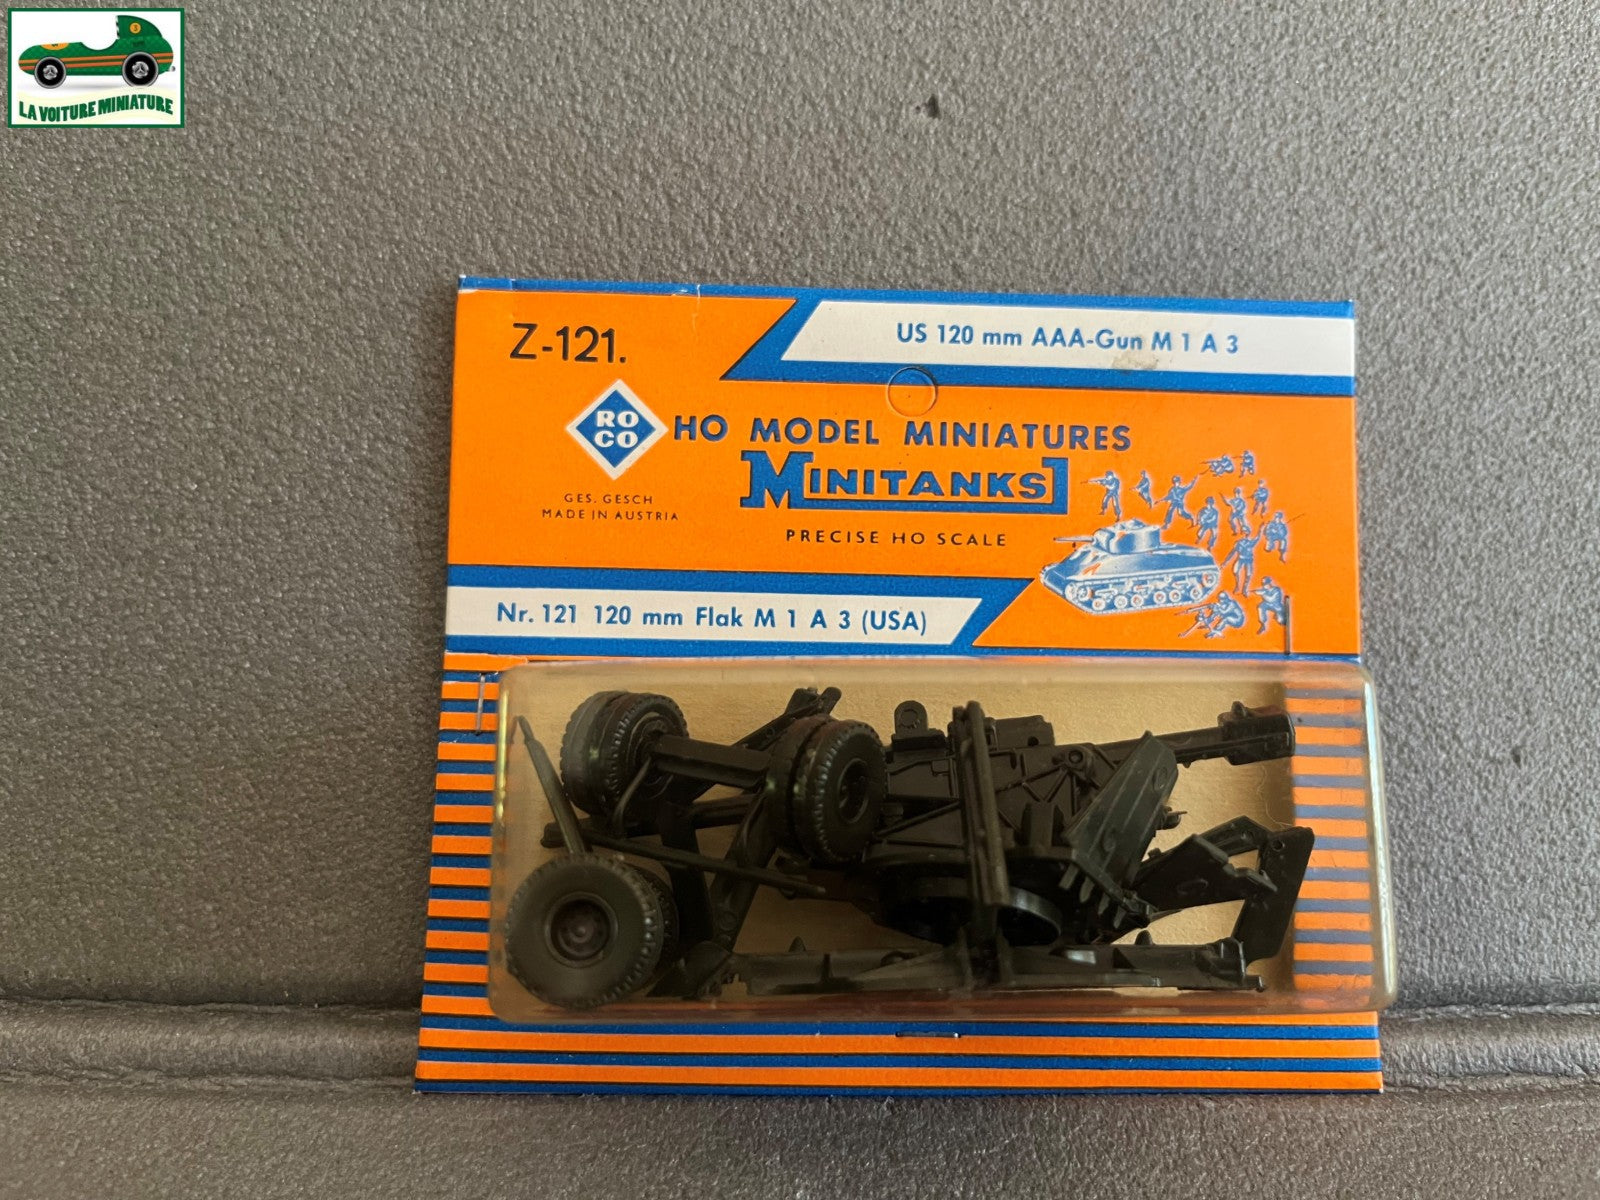 LA VOITURE MINIATURE
Z-121.
US 120 mm AAA-Gun M 1 A 3
RO
CO
HO MODEL MINIATURES
MINITANKS
GES. GESCH
MADE IN AUSTRIA
PRECISE HO SCALE
Nr. 121 120 mm Flak M 1 A 3 (USA)